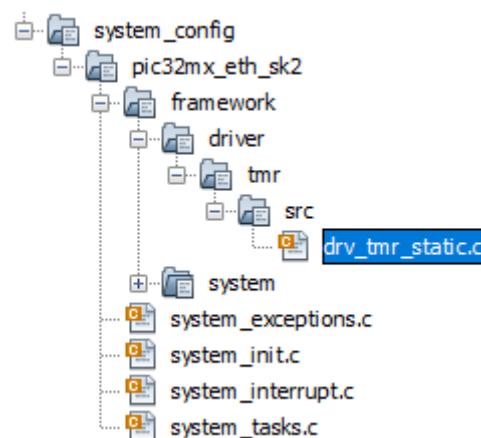 system_config
pic32mx_eth_sk2
framework
driver
tmr
src
drv_tmr_static.c
system
system_exceptions.c
system_init.c
system_interrupt.c
system_tasks.c